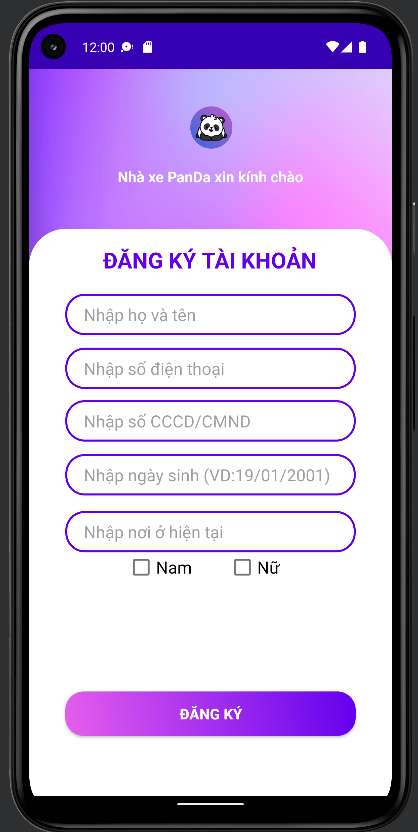 12:00
Nhà xe PanDa xin kính chào
ĐĂNG KÝ TÀI KHOẢN
Nhập họ và tên
Nhập số điện thoại
Nhập số CCCD/CMND
Nhập ngày sinh (VD:19/01/2001)
Nhập nơi ở hiện tại
Nam Nữ
ĐĂNG KÝ